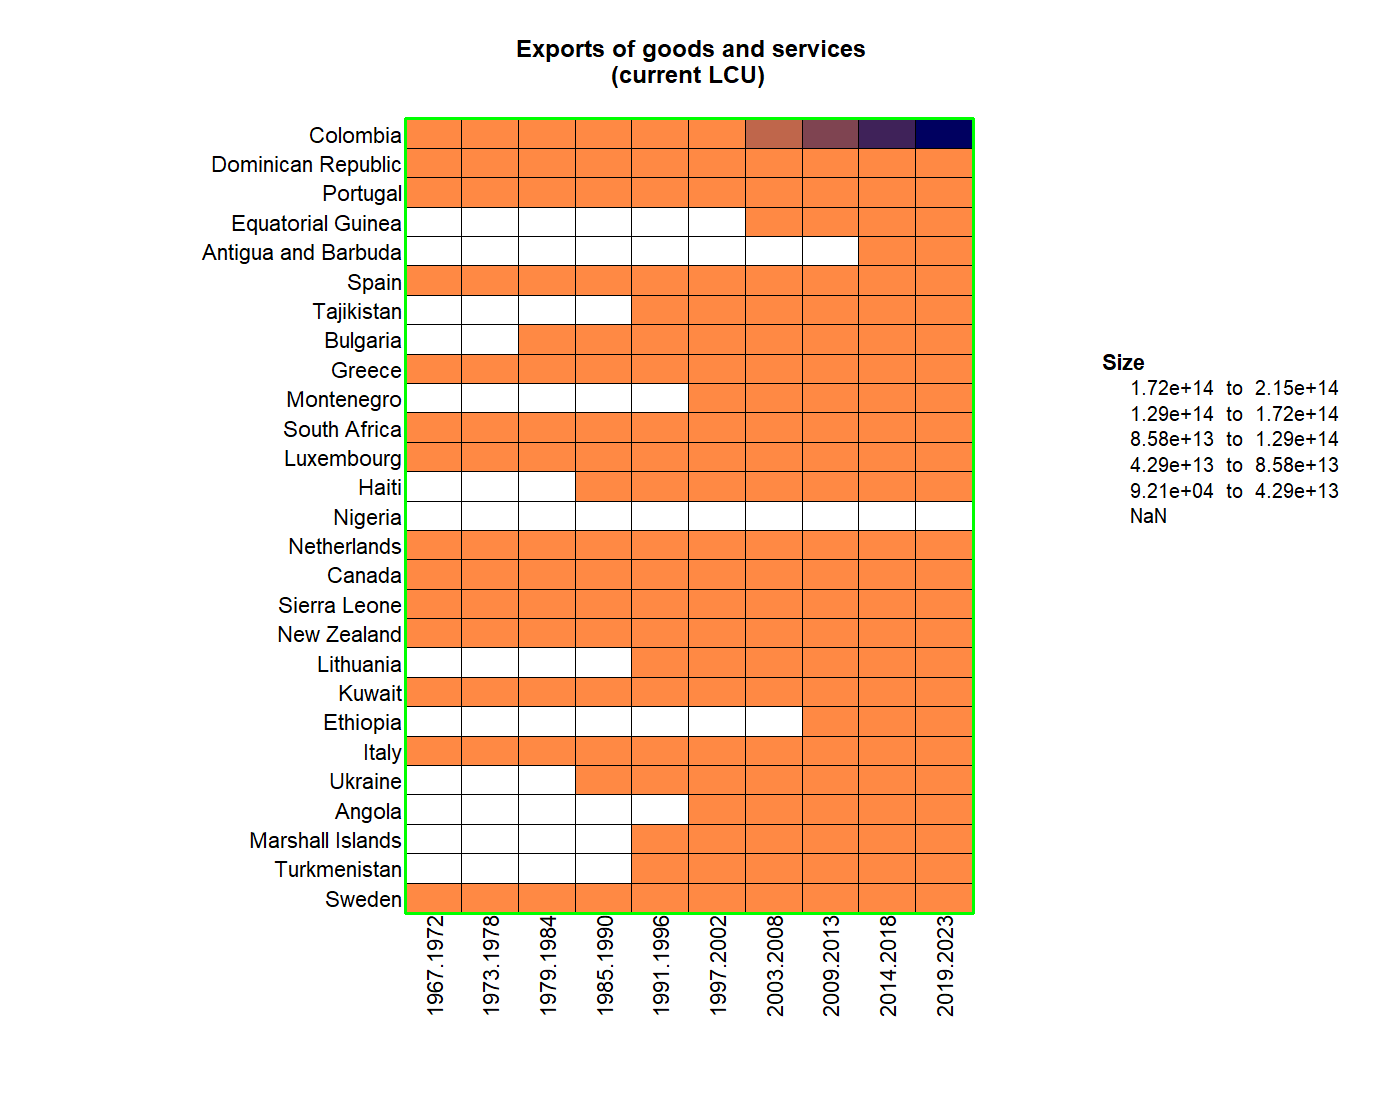 Exports of goods and services
(current LCU)
Colombia
Dominican Republic
Portugal
Equatorial Guinea
Antigua and Barbuda
Spain
Tajikistan
Bulgaria
Greece
Montenegro
South Africa
Luxembourg
Haiti
Nigeria
Netherlands
Canada
Sierra Leone
New Zealand
Lithuania
Kuwait
Ethiopia
Italy
Ukraine
Angola
Marshall Islands
Turkmenistan
Sweden
1967.1972
1973.1978
1979.1984
1985.1990
1991.1996
1997.2002
2003.2008
2009.2013
2014.2018
2019.2023
Size
1.72e+14 to 2.15e+14
1.29e+14 to 1.72e+14
8.58e+13 to 1.29e+14
4.29e+13 to 8.58e+13
9.21e+04 to 4.29e+13
NaN